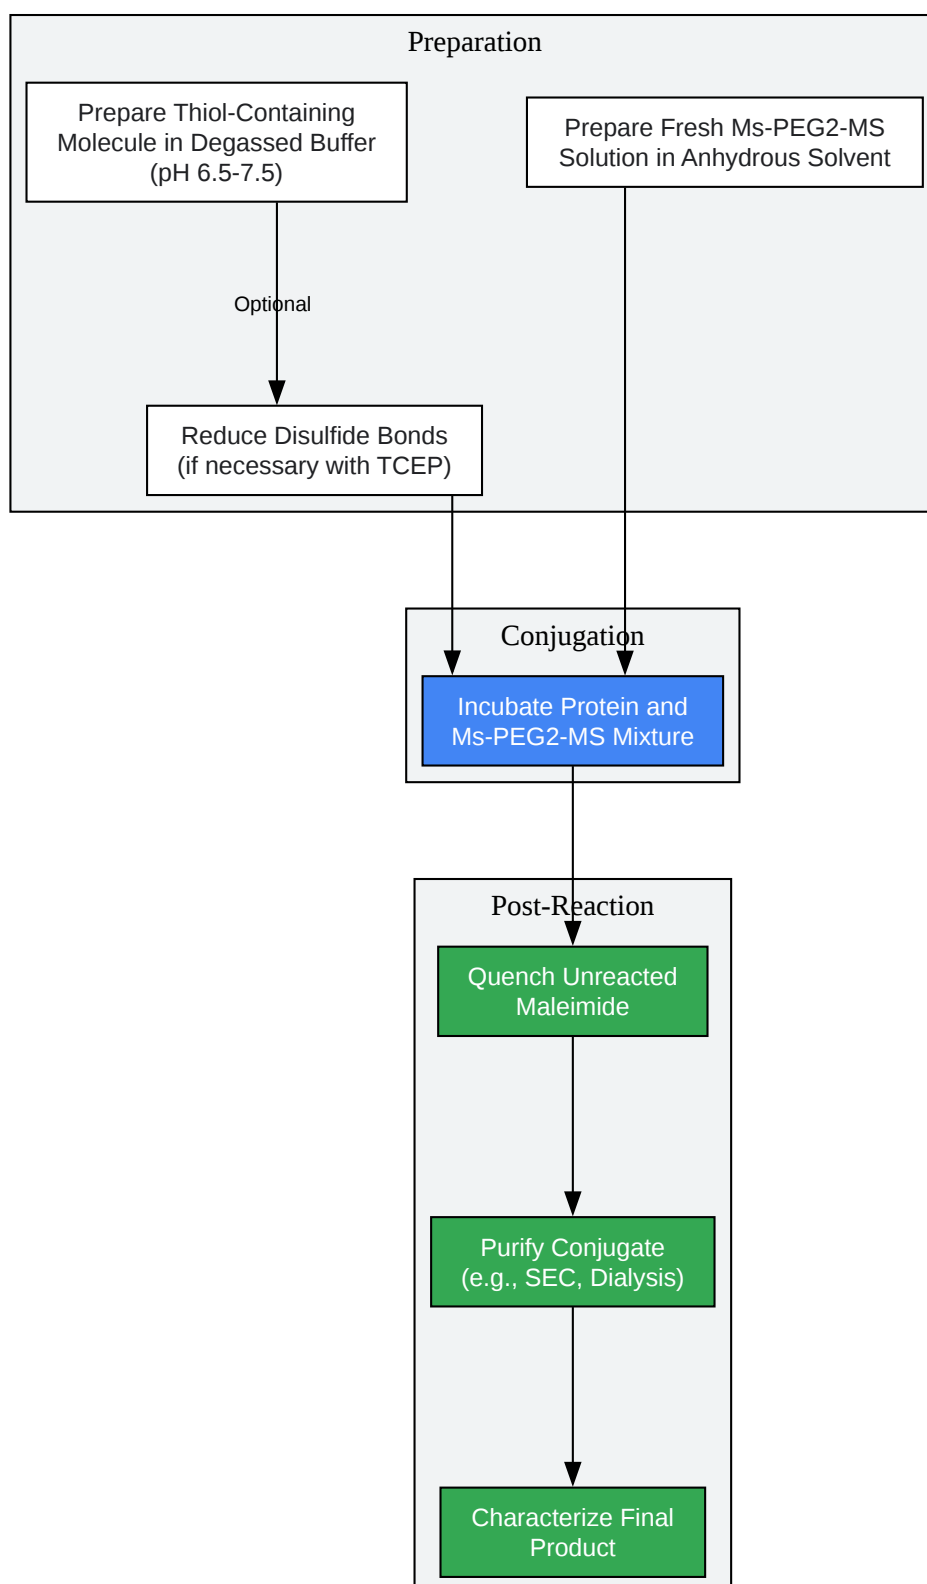 Preparation
Prepare Thiol-Containing
Molecule in Degassed Buffer
(pH 6.5-7.5)
Prepare Fresh Ms-PEG2-MS
Solution in Anhydrous Solvent
Optional
Reduce Disulfide Bonds
(if necessary with TCEP)
Conjugation
Incubate Protein and
Ms-PEG2-MS Mixture
Post-Reaction
Quench Unreacted
Maleimide
Purify Conjugate
(e.g., SEC, Dialysis)
Characterize Final
Product